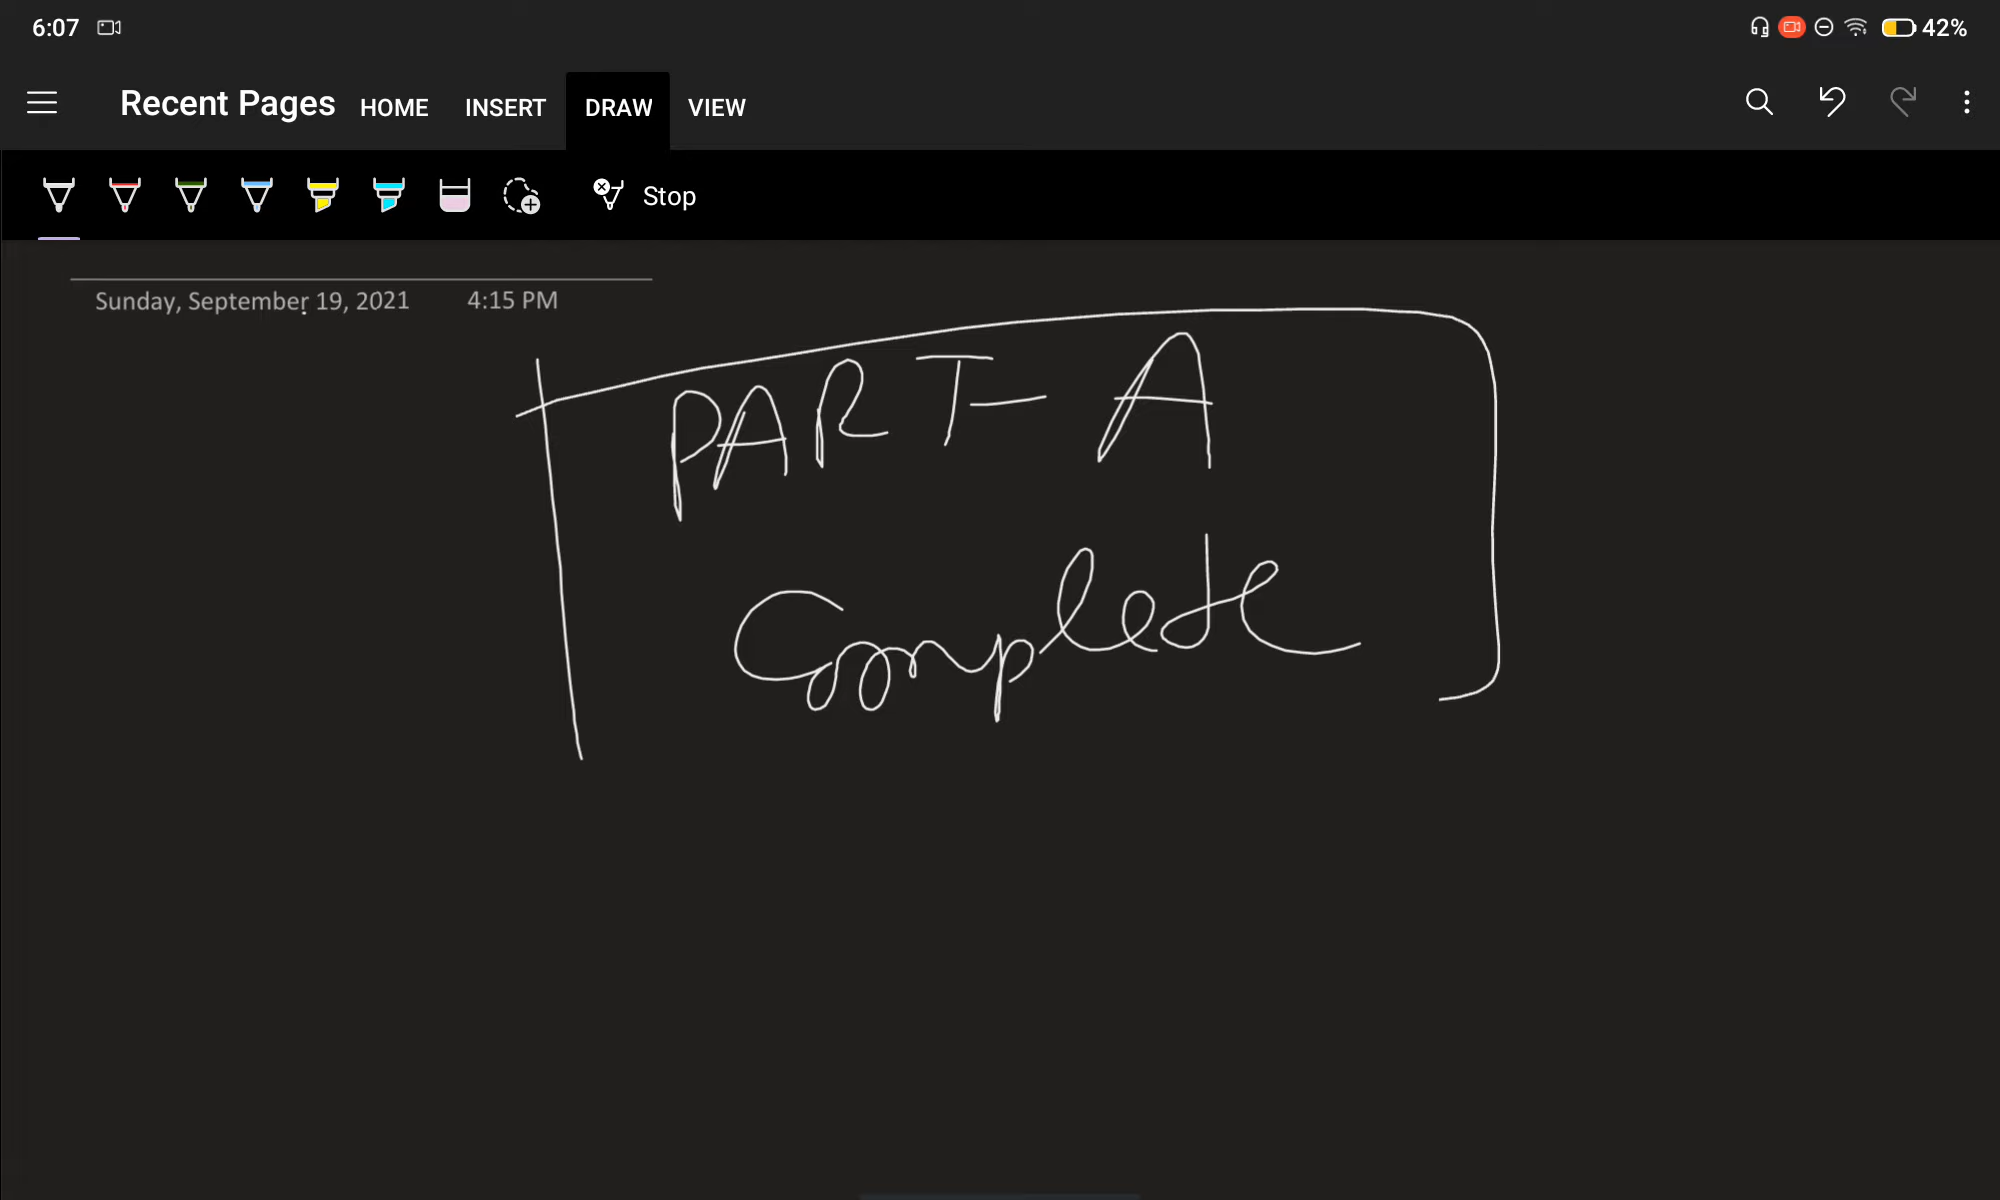 6:07 42%
Recent Pages HOME INSERT DRAW VIEW
Stop
Sunday, September 19, 2021 4:15 PM
PART- A
Complete